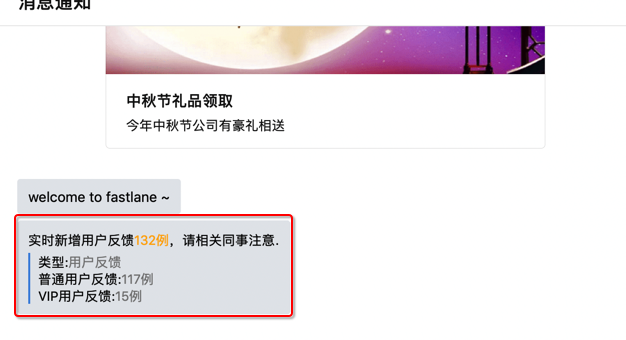 消息通知
中秋节礼品领取
今年中秋节公司有豪礼相送
welcome to fastlane ~
实时新增用户反馈132例，请相关同事注意.
类型:用户反馈
普通用户反馈:117例
VIP用户反馈:15例